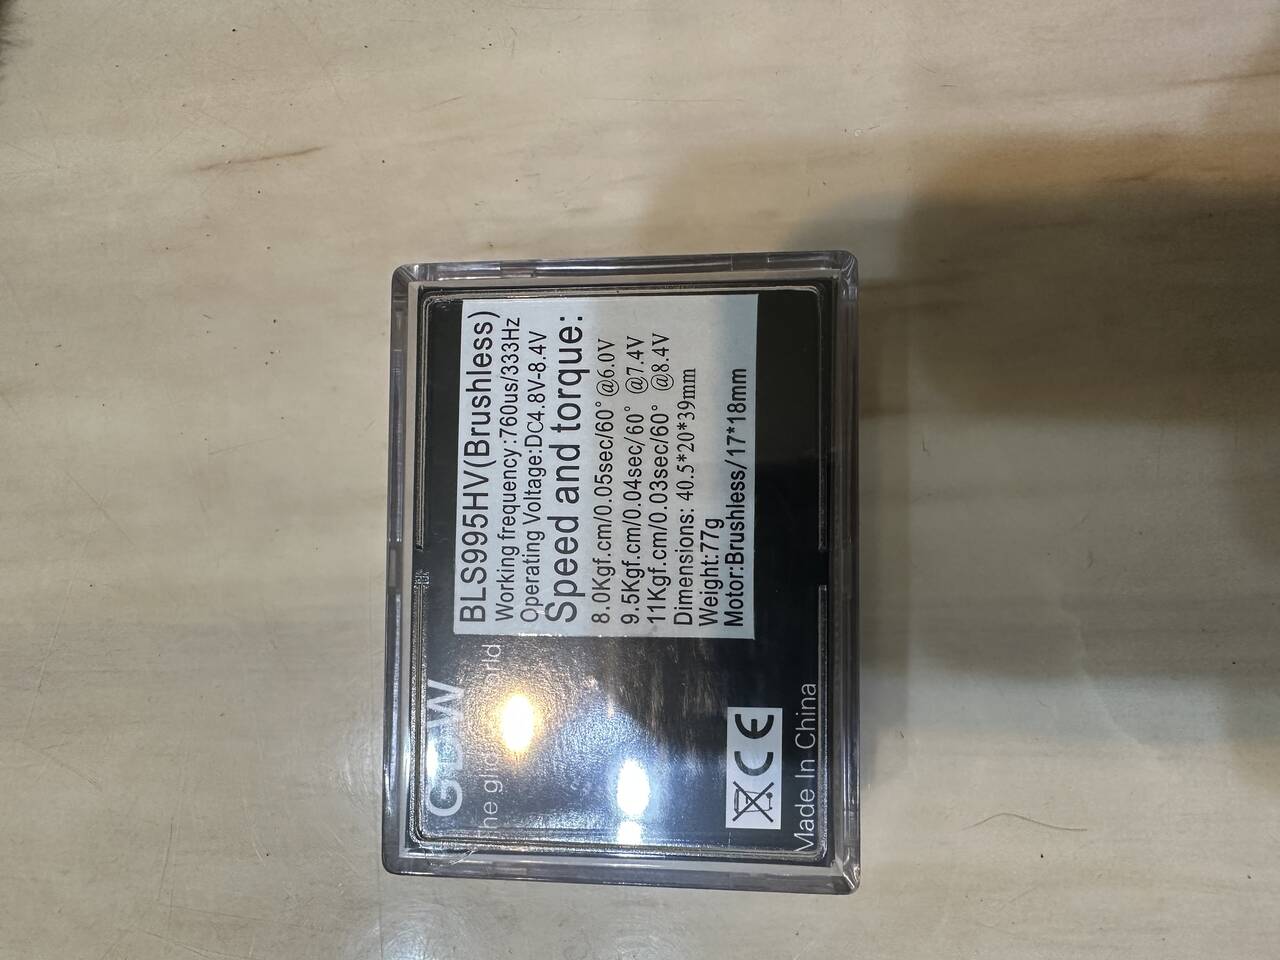 BLS995HV(Brushless)
Working frequency:760us/333Hz
Operating Voltage:DC4.8V-8.4V
Speed and torque:
8.0Kgf.cm/0.05sec/60° @6.0V
9.5Kgf.cm/0.04sec/ 60° @7.4V
11Kgf.cm/0.03sec/60° @8.4V
Dimensions: 40.5*20*39mm
Weight:77g
Motor:Brushless/17*18mm
GDW
the
CE
Made In China